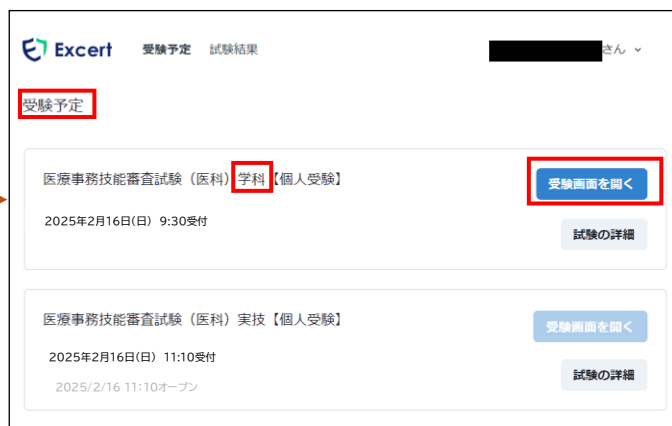 Excert 受験予定 試験結果 さん
受験予定
医療事務技能審査試験（医科）学科【個人受験】
受験画面を開く
2025年2月16日(日) 9:30受付
試験の詳細
医療事務技能審査試験（医科）実技【個人受験】
受験画面を開く
2025年2月16日(日) 11:10受付
試験の詳細
2025/2/16 11:10オープン